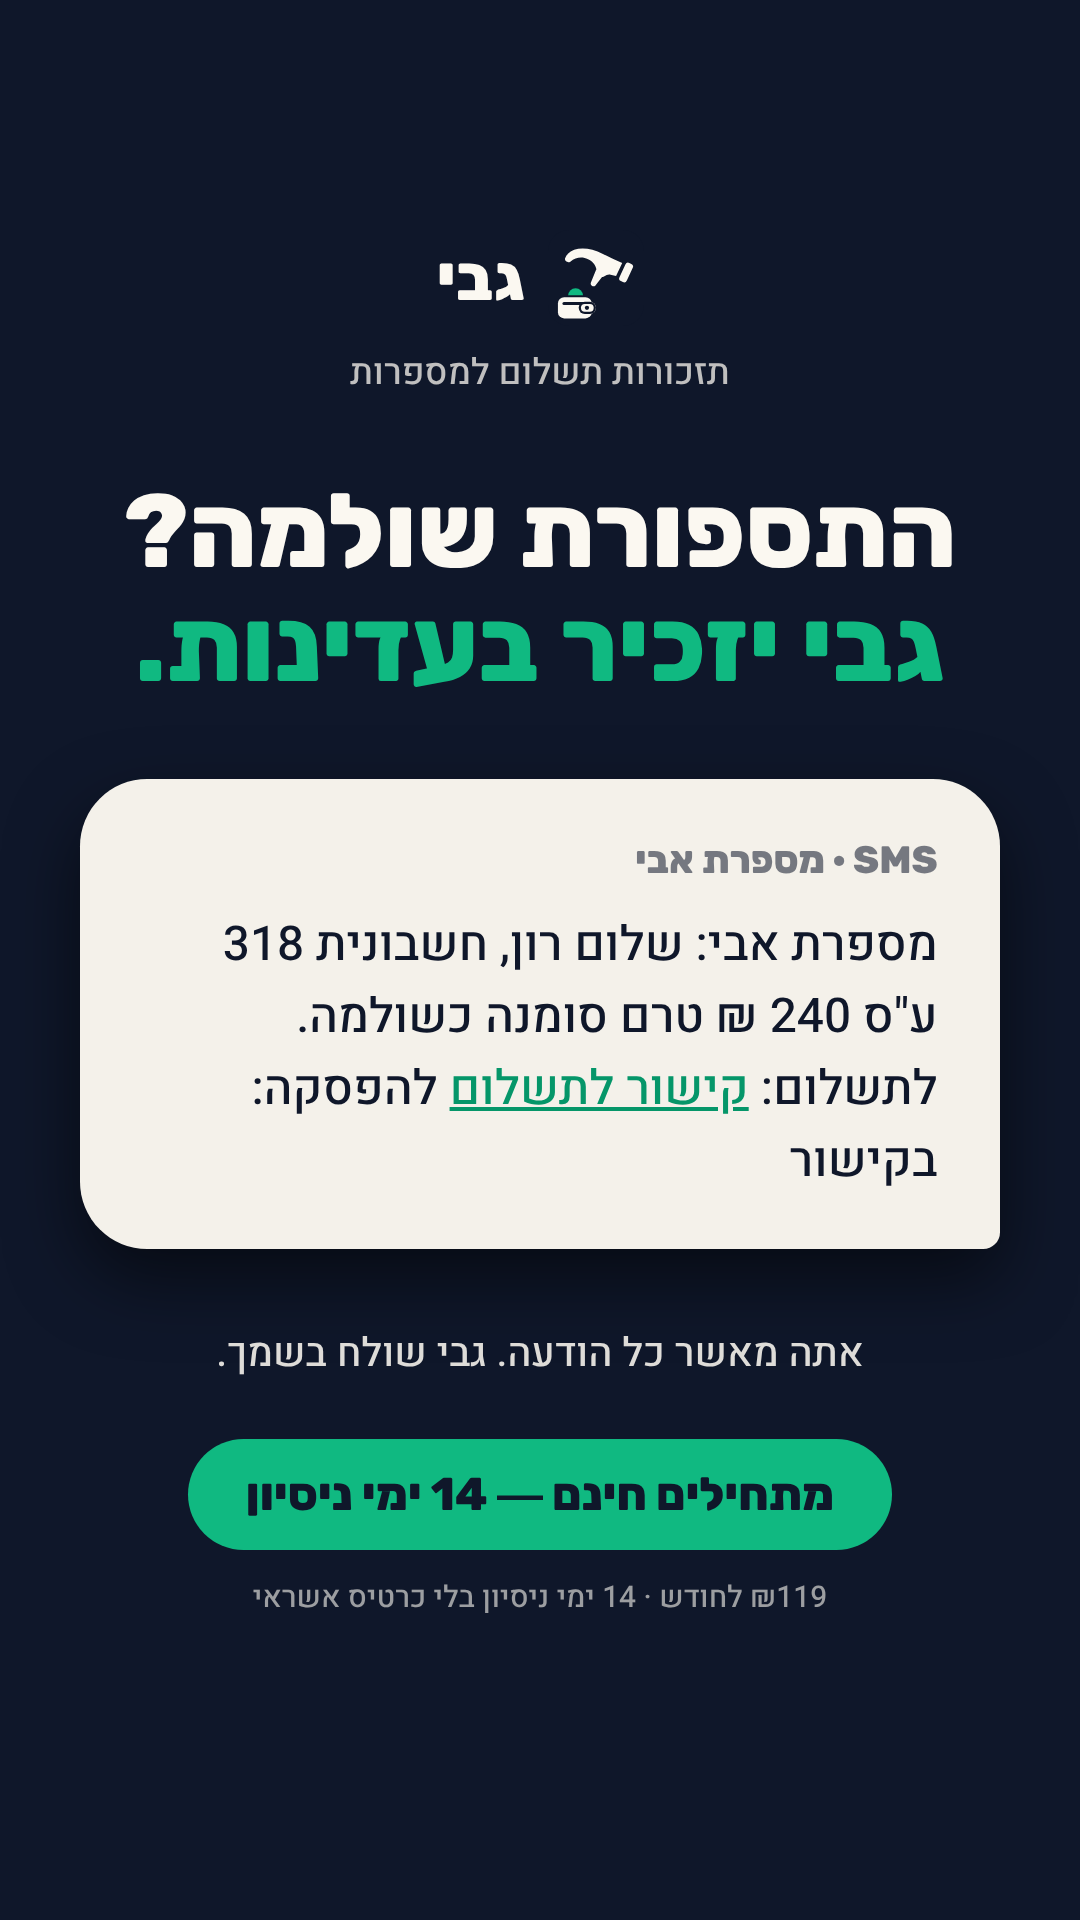 גבי
תזכורות תשלום למספרות
התספורת שולמה?
גבי יזכיר בעדינות.
SMS • מספרת אבי
מספרת אבי: שלום רון, חשבונית 318
ע"ס 240 ₪ טרם סומנה כשולמה.
לתשלום: קישור לתשלום להפסקה:
בקישור
אתה מאשר כל הודעה. גבי שולח בשמך.
מתחילים חינם — 14 ימי ניסיון
₪119 לחודש · 14 ימי ניסיון בלי כרטיס אשראי